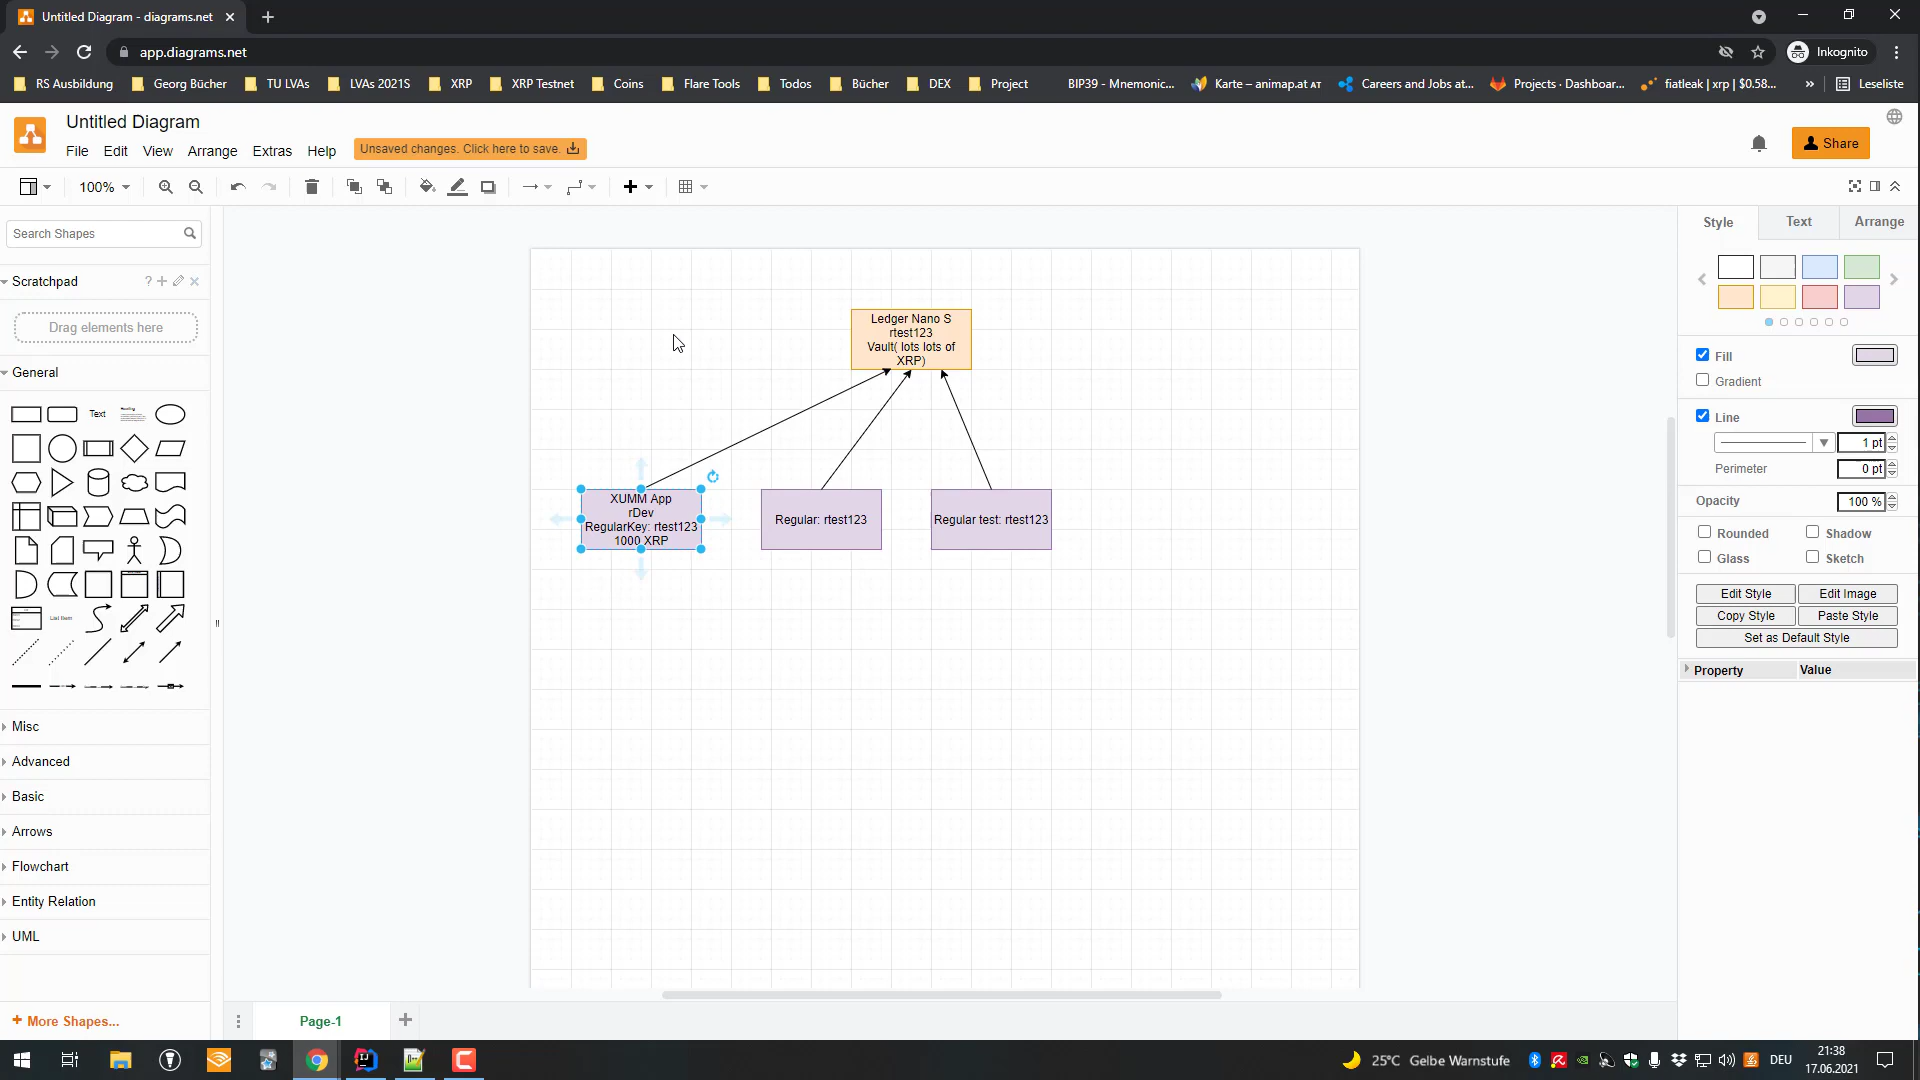 Untitled Diagram - diagrams.net
app.diagrams.net
Inkognito
RS Ausbildung
Georg Bücher
TU LVAs
LVAs 2021S
XRP
XRP Testnet
Coins
Flare Tools
Todos
Bücher
DEX
Project
BIP39 - Mnemonic...
Karte – animap.at AT
Careers and Jobs at...
Projects · Dashboar...
fiatleak | xrp | $0.58...
»
Leseliste
Untitled Diagram
File
Edit
View
Arrange
Extras
Help
Unsaved changes. Click here to save.
Share
100%
Search Shapes
Scratchpad
?
Drag elements here
General
Text
Heading
List Item
Misc
Advanced
Basic
Arrows
Flowchart
Entity Relation
UML
+ More Shapes...
Ledger Nano S
rtest123
Vault( lots lots of
XRP)
XUMM App
rDev
RegularKey: rtest123
1000 XRP
Regular: rtest123
Regular test: rtest123
Page-1
Style
Text
Arrange
Fill
Gradient
Line
1 pt
Perimeter
0 pt
Opacity
100 %
Rounded
Shadow
Glass
Sketch
Edit Style
Edit Image
Copy Style
Paste Style
Set as Default Style
Property
Value
25°C Gelbe Warnstufe
DEU
21:38
17.06.2021